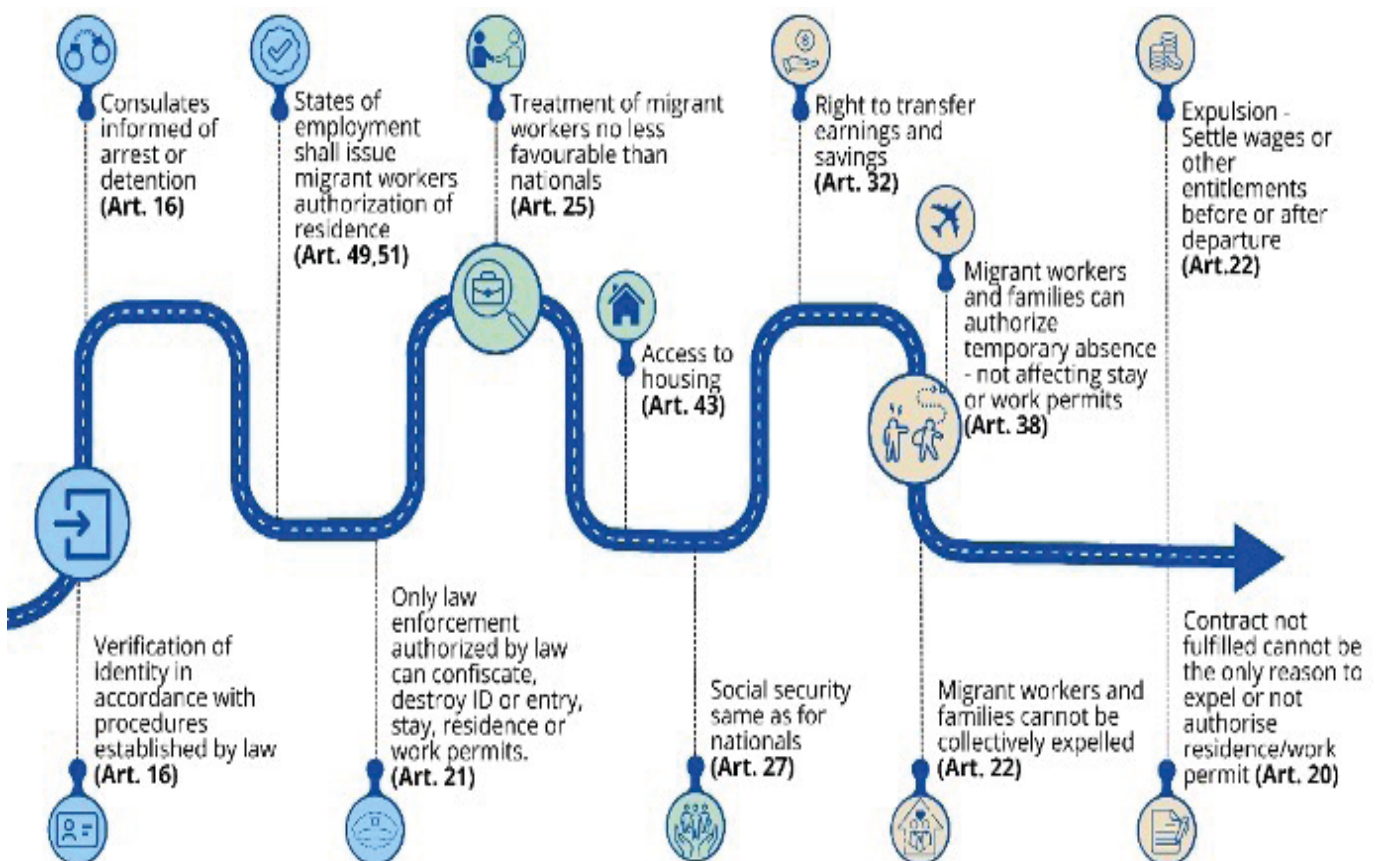 Consulates
informed of
arrest or
detention
(Art. 16)
States of
employment
shall issue
migrant workers
authorization of
residence
(Art. 49,51)
Treatment of migrant
workers no less
favourable than
nationals
(Art. 25)
Right to transfer
earnings and
savings
(Art. 32)
Expulsion -
Settle wages or
other
entitlements
before or after
departure
(Art.22)
Access to
housing
(Art. 43)
Migrant workers
and families can
authorize
temporary absence
- not affecting stay
or work permits
(Art. 38)
Verification of
identity in
accordance with
procedures
established by law
(Art. 16)
Only law
enforcement
authorized by law
can confiscate,
destroy ID or entry,
stay, residence or
work permits.
(Art. 21)
Social security
same as for
nationals
(Art. 27)
Migrant workers and
families cannot be
collectively expelled
(Art. 22)
Contract not
fulfilled cannot be
the only reason to
expel or not
authorise
residence/work
permit (Art. 20)